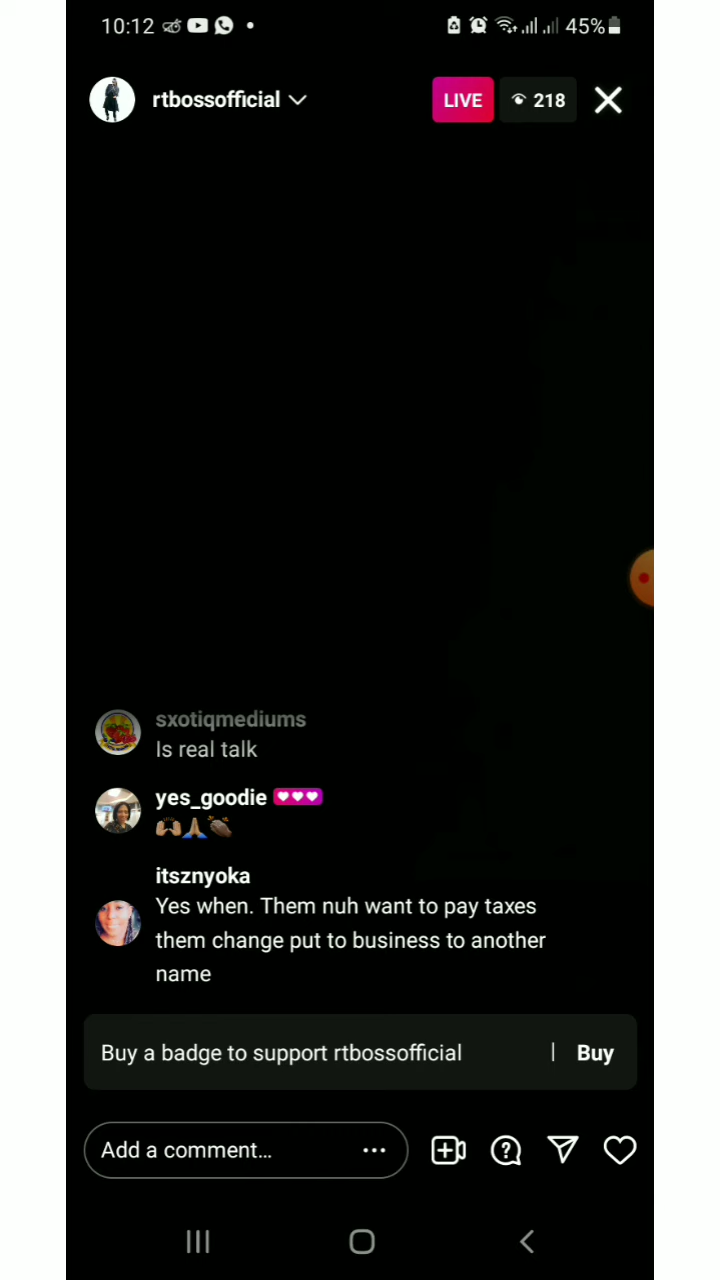 10:12 45%
rtbossofficial LIVE 218
sxotiqmediums
Is real talk
yes_goodie
itsznyoka
Yes when. Them nuh want to pay taxes
them change put to business to another
name
Buy a badge to support rtbossofficial | Buy
Add a comment...